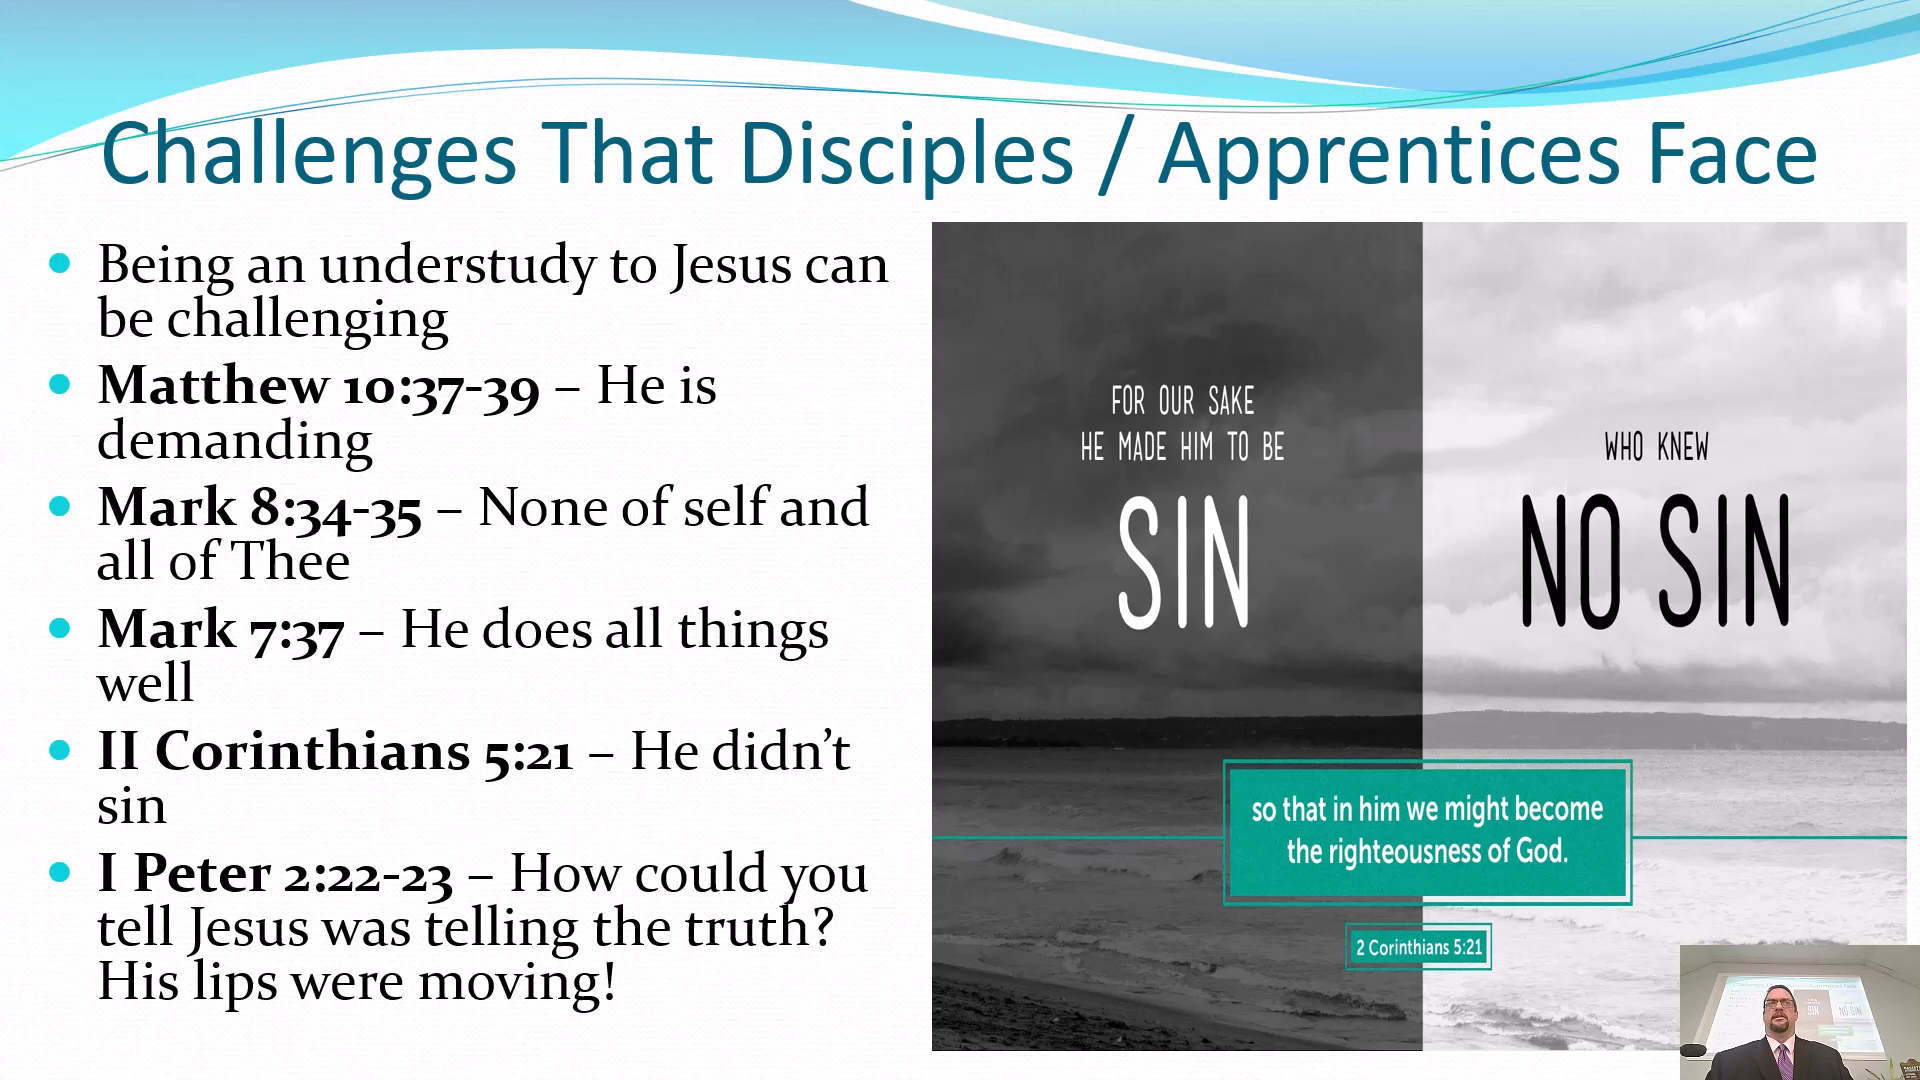 Challenges That Disciples / Apprentices Face
• Being an understudy to Jesus can
be challenging
• Matthew 10:37-39 – He is
demanding
• Mark 8:34-35 – None of self and
all of Thee
• Mark 7:37 – He does all things
well
• II Corinthians 5:21 – He didn’t
sin
• I Peter 2:22-23 – How could you
tell Jesus was telling the truth?
His lips were moving!
FOR OUR SAKE
HE MADE HIM TO BE
SIN
WHO KNEW
NO SIN
so that in him we might become
the righteousness of God.
2 Corinthians 5:21
SIN
NO SIN